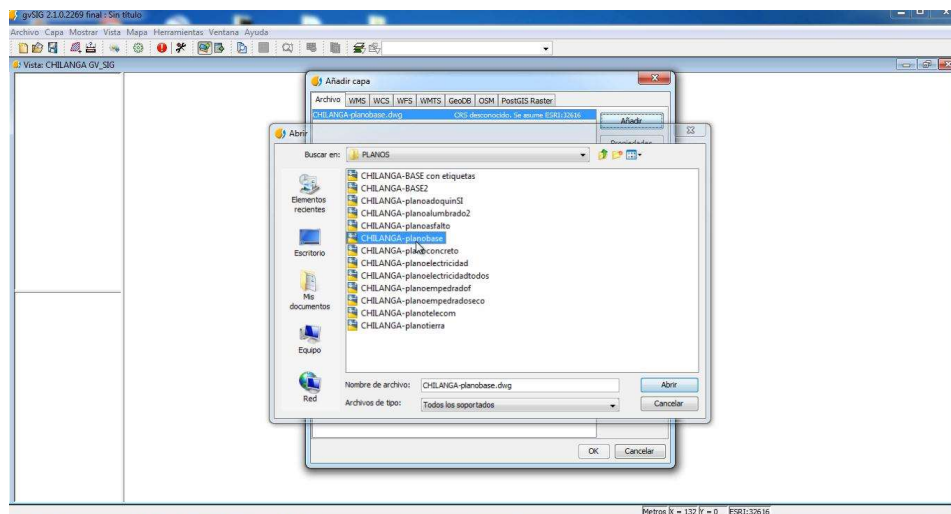 gvSIG 2.1.0.2269 final : Sin título
Archivo Capa Mostrar Vista Mapa Herramientas Ventana Ayuda
Vista: CHILANGA GV_SIG
Añadir capa
Archivo WMS WCS WFS WMTS GeoDB OSM PostGIS Raster
CHILANGA-planobase.dwg CRS desconocido. Se asume ESRI:32616
Añadir
Propiedades
Abrir
Buscar en: PLANOS
Elementos recientes
Escritorio
Mis documentos
Equipo
Red
CHILANGA-BASE con etiquetas
CHILANGA-BASE2
CHILANGA-planoadoquinSI
CHILANGA-planoalumbrado2
CHILANGA-planoasfalto
CHILANGA-planobase
CHILANGA-planoconcreto
CHILANGA-planoelectricidad
CHILANGA-planoelectricidadtodos
CHILANGA-planoempedradof
CHILANGA-planoempedradoseco
CHILANGA-planotelecom
CHILANGA-planotierra
Nombre de archivo: CHILANGA-planobase.dwg Abrir
Archivos de tipo: Todos los soportados Cancelar
OK Cancelar
Metros X = 132 Y = 0 ESRI:32616